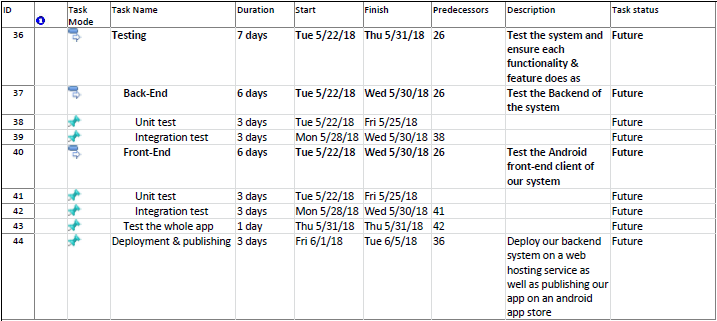 ID Task Mode Task Name Duration Start Finish Predecessors Description Task status
36 Testing 7 days Tue 5/22/18 Thu 5/31/18 26 Test the system and Future
ensure each
functionality &
feature does as
37 Back-End 6 days Tue 5/22/18 Wed 5/30/18 26 Test the Backend of Future
the system
38 Unit test 3 days Tue 5/22/18 Fri 5/25/18 Future
39 Integration test 3 days Mon 5/28/18 Wed 5/30/18 38 Future
40 Front-End 6 days Tue 5/22/18 Wed 5/30/18 26 Test the Android Future
front-end client of
our system
41 Unit test 3 days Tue 5/22/18 Fri 5/25/18 Future
42 Integration test 3 days Mon 5/28/18 Wed 5/30/18 41 Future
43 Test the whole app 1 day Thu 5/31/18 Thu 5/31/18 42 Future
44 Deployment & publishing 3 days Fri 6/1/18 Tue 6/5/18 36 Deploy our backend Future
system on a web
hosting service as
well as publishing our
app on an android
app store